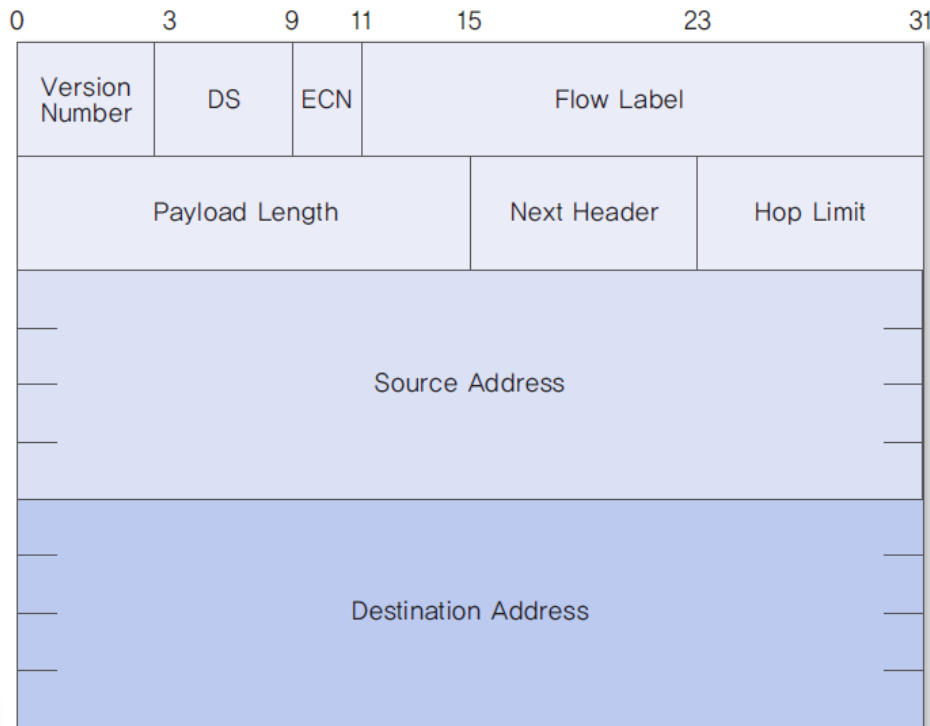 0 3 9 11 15 23 31
Version
Number
DS
ECN
Flow Label
Payload Length
Next Header
Hop Limit
Source Address
Destination Address